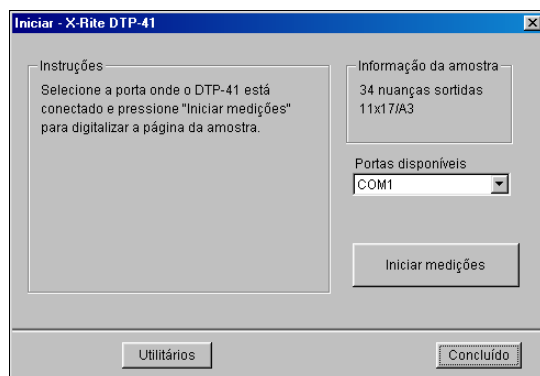 Iniciar - X-Rite DTP-41
Instruções
Selecione a porta onde o DTP-41 está
conectado e pressione "Iniciar medições"
para digitalizar a página da amostra.
Informação da amostra
34 nuanças sortidas
11x17/A3
Portas disponíveis
COM1
Iniciar medições
Utilitários
Concluído